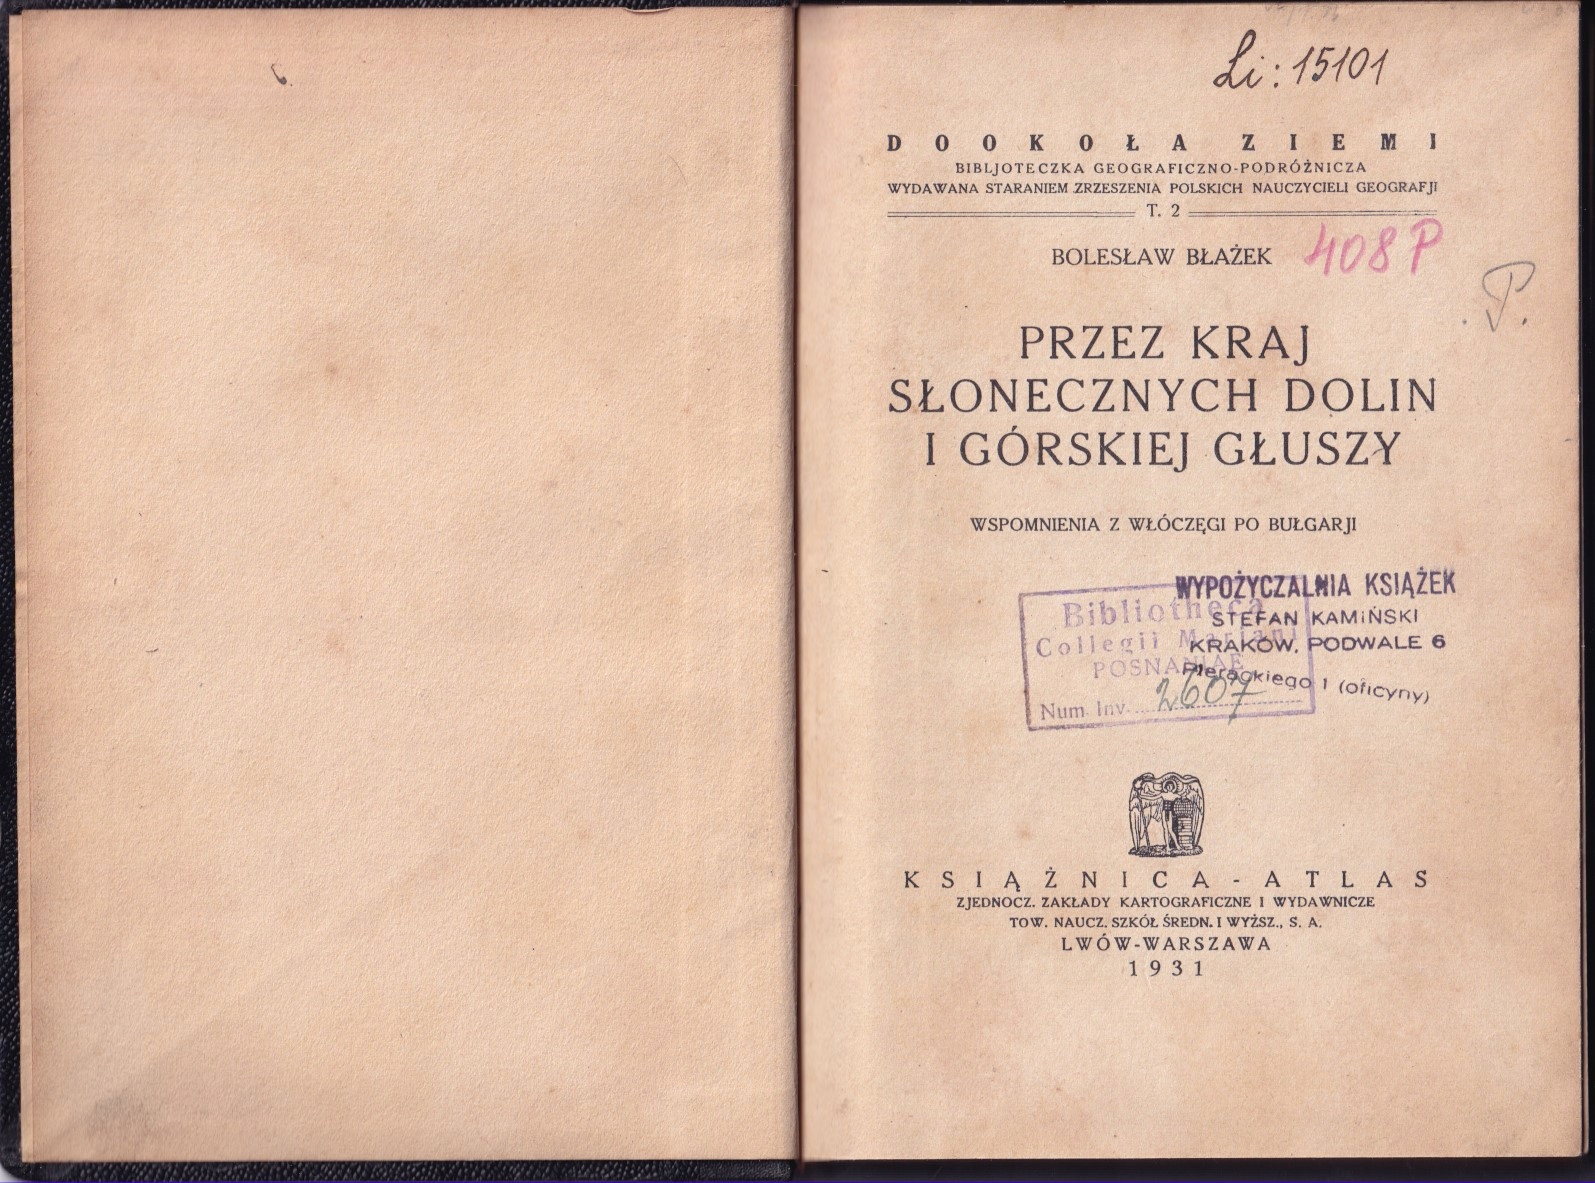 Li: 15101
DOOKOŁA ZIEMI
BIBLJOTECZKA GEOGRAFICZNO-PODRÓŻNICZA
WYDAWANA STARANIEM ZRZESZENIA POLSKICH NAUCZYCIELI GEOGRAFJI
T. 2
BOLESŁAW BŁAŻEK
408 P
P.
PRZEZ KRAJ
SŁONECZNYCH DOLIN
I GÓRSKIEJ GŁUSZY
WSPOMNIENIA Z WŁÓCZĘGI PO BUŁGARJI
WYPOŻYCZALNIA KSIĄŻEK
STEFAN KAMIŃSKI
KRAKÓW, PODWALE 6
Pierackiego 1 (oficyny)
Bibliotheca
Collegii Mariani
POSNANIAE
Num. Inv. 2607
KSIĄŻNICA-ATLAS
ZJEDNOCZ. ZAKŁADY KARTOGRAFICZNE I WYDAWNICZE
TOW. NAUCZ. SZKÓŁ ŚREDN. I WYŻSZ., S. A.
LWÓW-WARSZAWA
1931